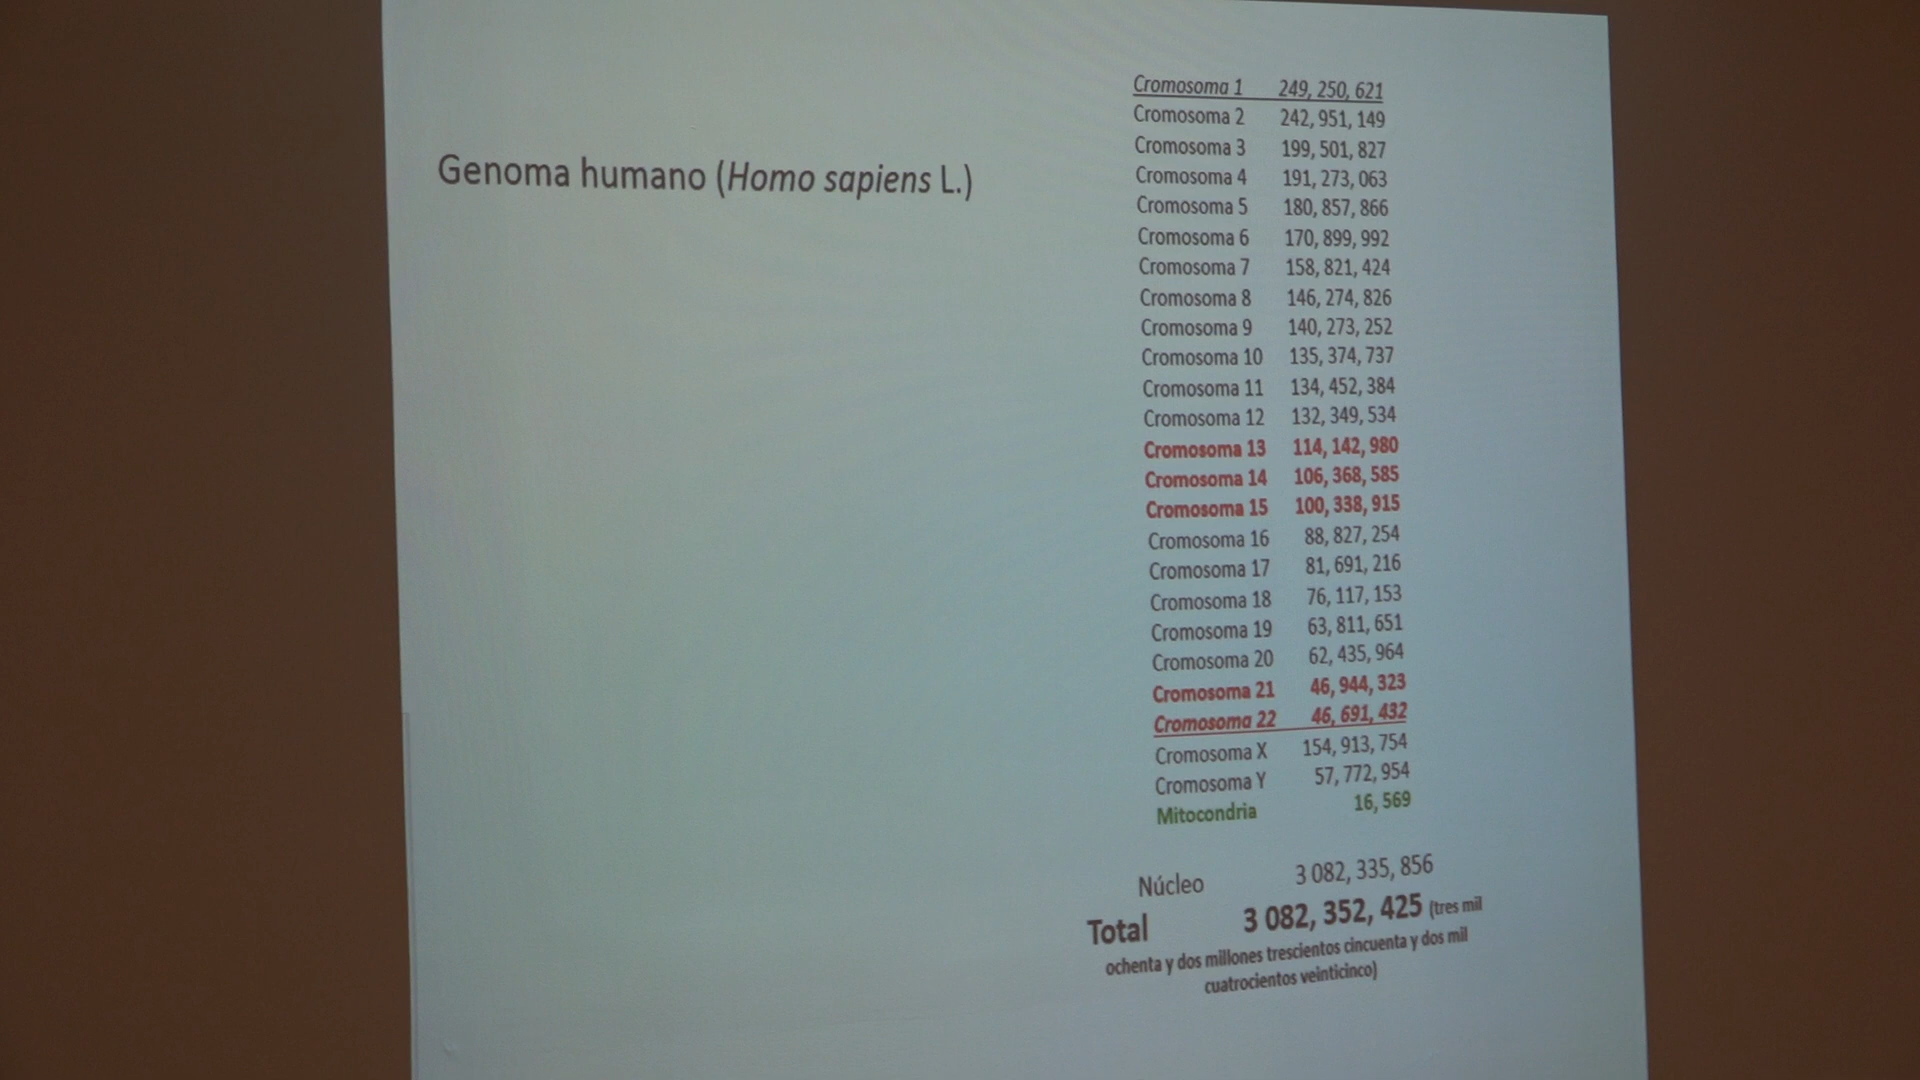 Genoma humano (Homo sapiens L.)
Cromosoma 1 249, 250, 621
Cromosoma 2 242, 951, 149
Cromosoma 3 199, 501, 827
Cromosoma 4 191, 273, 063
Cromosoma 5 180, 857, 866
Cromosoma 6 170, 899, 992
Cromosoma 7 158, 821, 424
Cromosoma 8 146, 274, 826
Cromosoma 9 140, 273, 252
Cromosoma 10 135, 374, 737
Cromosoma 11 134, 452, 384
Cromosoma 12 132, 349, 534
Cromosoma 13 114, 142, 980
Cromosoma 14 106, 368, 585
Cromosoma 15 100, 338, 915
Cromosoma 16 88, 827, 254
Cromosoma 17 81, 691, 216
Cromosoma 18 76, 117, 153
Cromosoma 19 63, 811, 651
Cromosoma 20 62, 435, 964
Cromosoma 21 46, 944, 323
Cromosoma 22 46, 691, 432
Cromosoma X 154, 913, 754
Cromosoma Y 57, 772, 954
Mitocondria 16, 569
Núcleo 3 082, 335, 856
Total 3 082, 352, 425 (tres mil
ochenta y dos millones trescientos cincuenta y dos mil
cuatrocientos veinticinco)